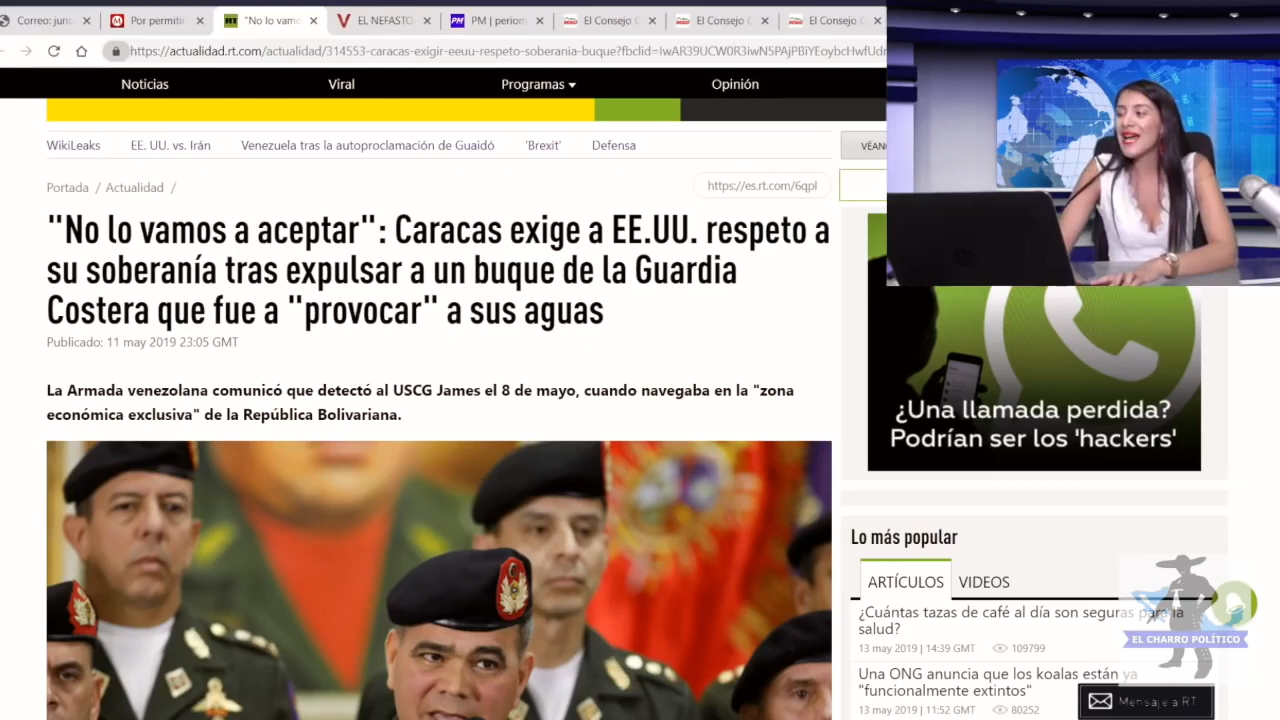 Correo: junc
Por permitir
RT
"No lo vamo
EL NEFASTO
PM
PM | period
El Consejo C
El Consejo C
El Consejo C
https://actualidad.rt.com/actualidad/314553-caracas-exigir-eeuu-respeto-soberania-buque?fbclid=IwAR39UCW0R3iwN5PAjPBiYEoybcHwfUdr
Noticias
Viral
Programas
Opinión
WikiLeaks
EE. UU. vs. Irán
Venezuela tras la autoproclamación de Guaidó
'Brexit'
Defensa
VÉAN
Portada / Actualidad /
https://es.rt.com/6qpl
"No lo vamos a aceptar": Caracas exige a EE.UU. respeto a
su soberanía tras expulsar a un buque de la Guardia
Costera que fue a "provocar" a sus aguas
Publicado: 11 may 2019 23:05 GMT
La Armada venezolana comunicó que detectó al USCG James el 8 de mayo, cuando navegaba en la "zona
económica exclusiva" de la República Bolivariana.
¿Una llamada perdida?
Podrían ser los 'hackers'
Lo más popular
ARTÍCULOS
VIDEOS
¿Cuántas tazas de café al día son seguras para la
salud?
13 may 2019 | 14:39 GMT
109799
Una ONG anuncia que los koalas están ya
"funcionalmente extintos"
13 may 2019 | 11:52 GMT
80252
EL CHARRO POLÍTICO
Mensaje a RT